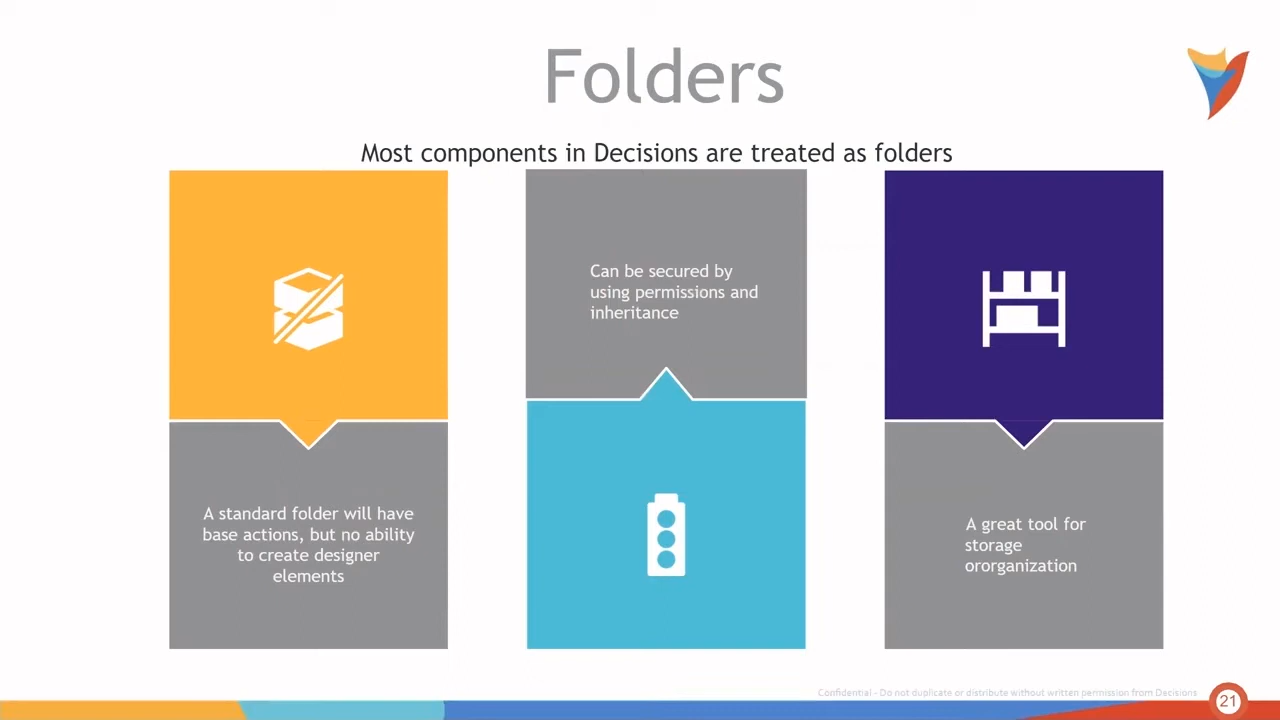 Folders
Most components in Decisions are treated as folders
A standard folder will have
base actions, but no ability
to create designer
elements
Can be secured by
using permissions and
inheritance
A great tool for
storage
ororganization
Confidential - Do not duplicate or distribute without written permission from Decisions
21